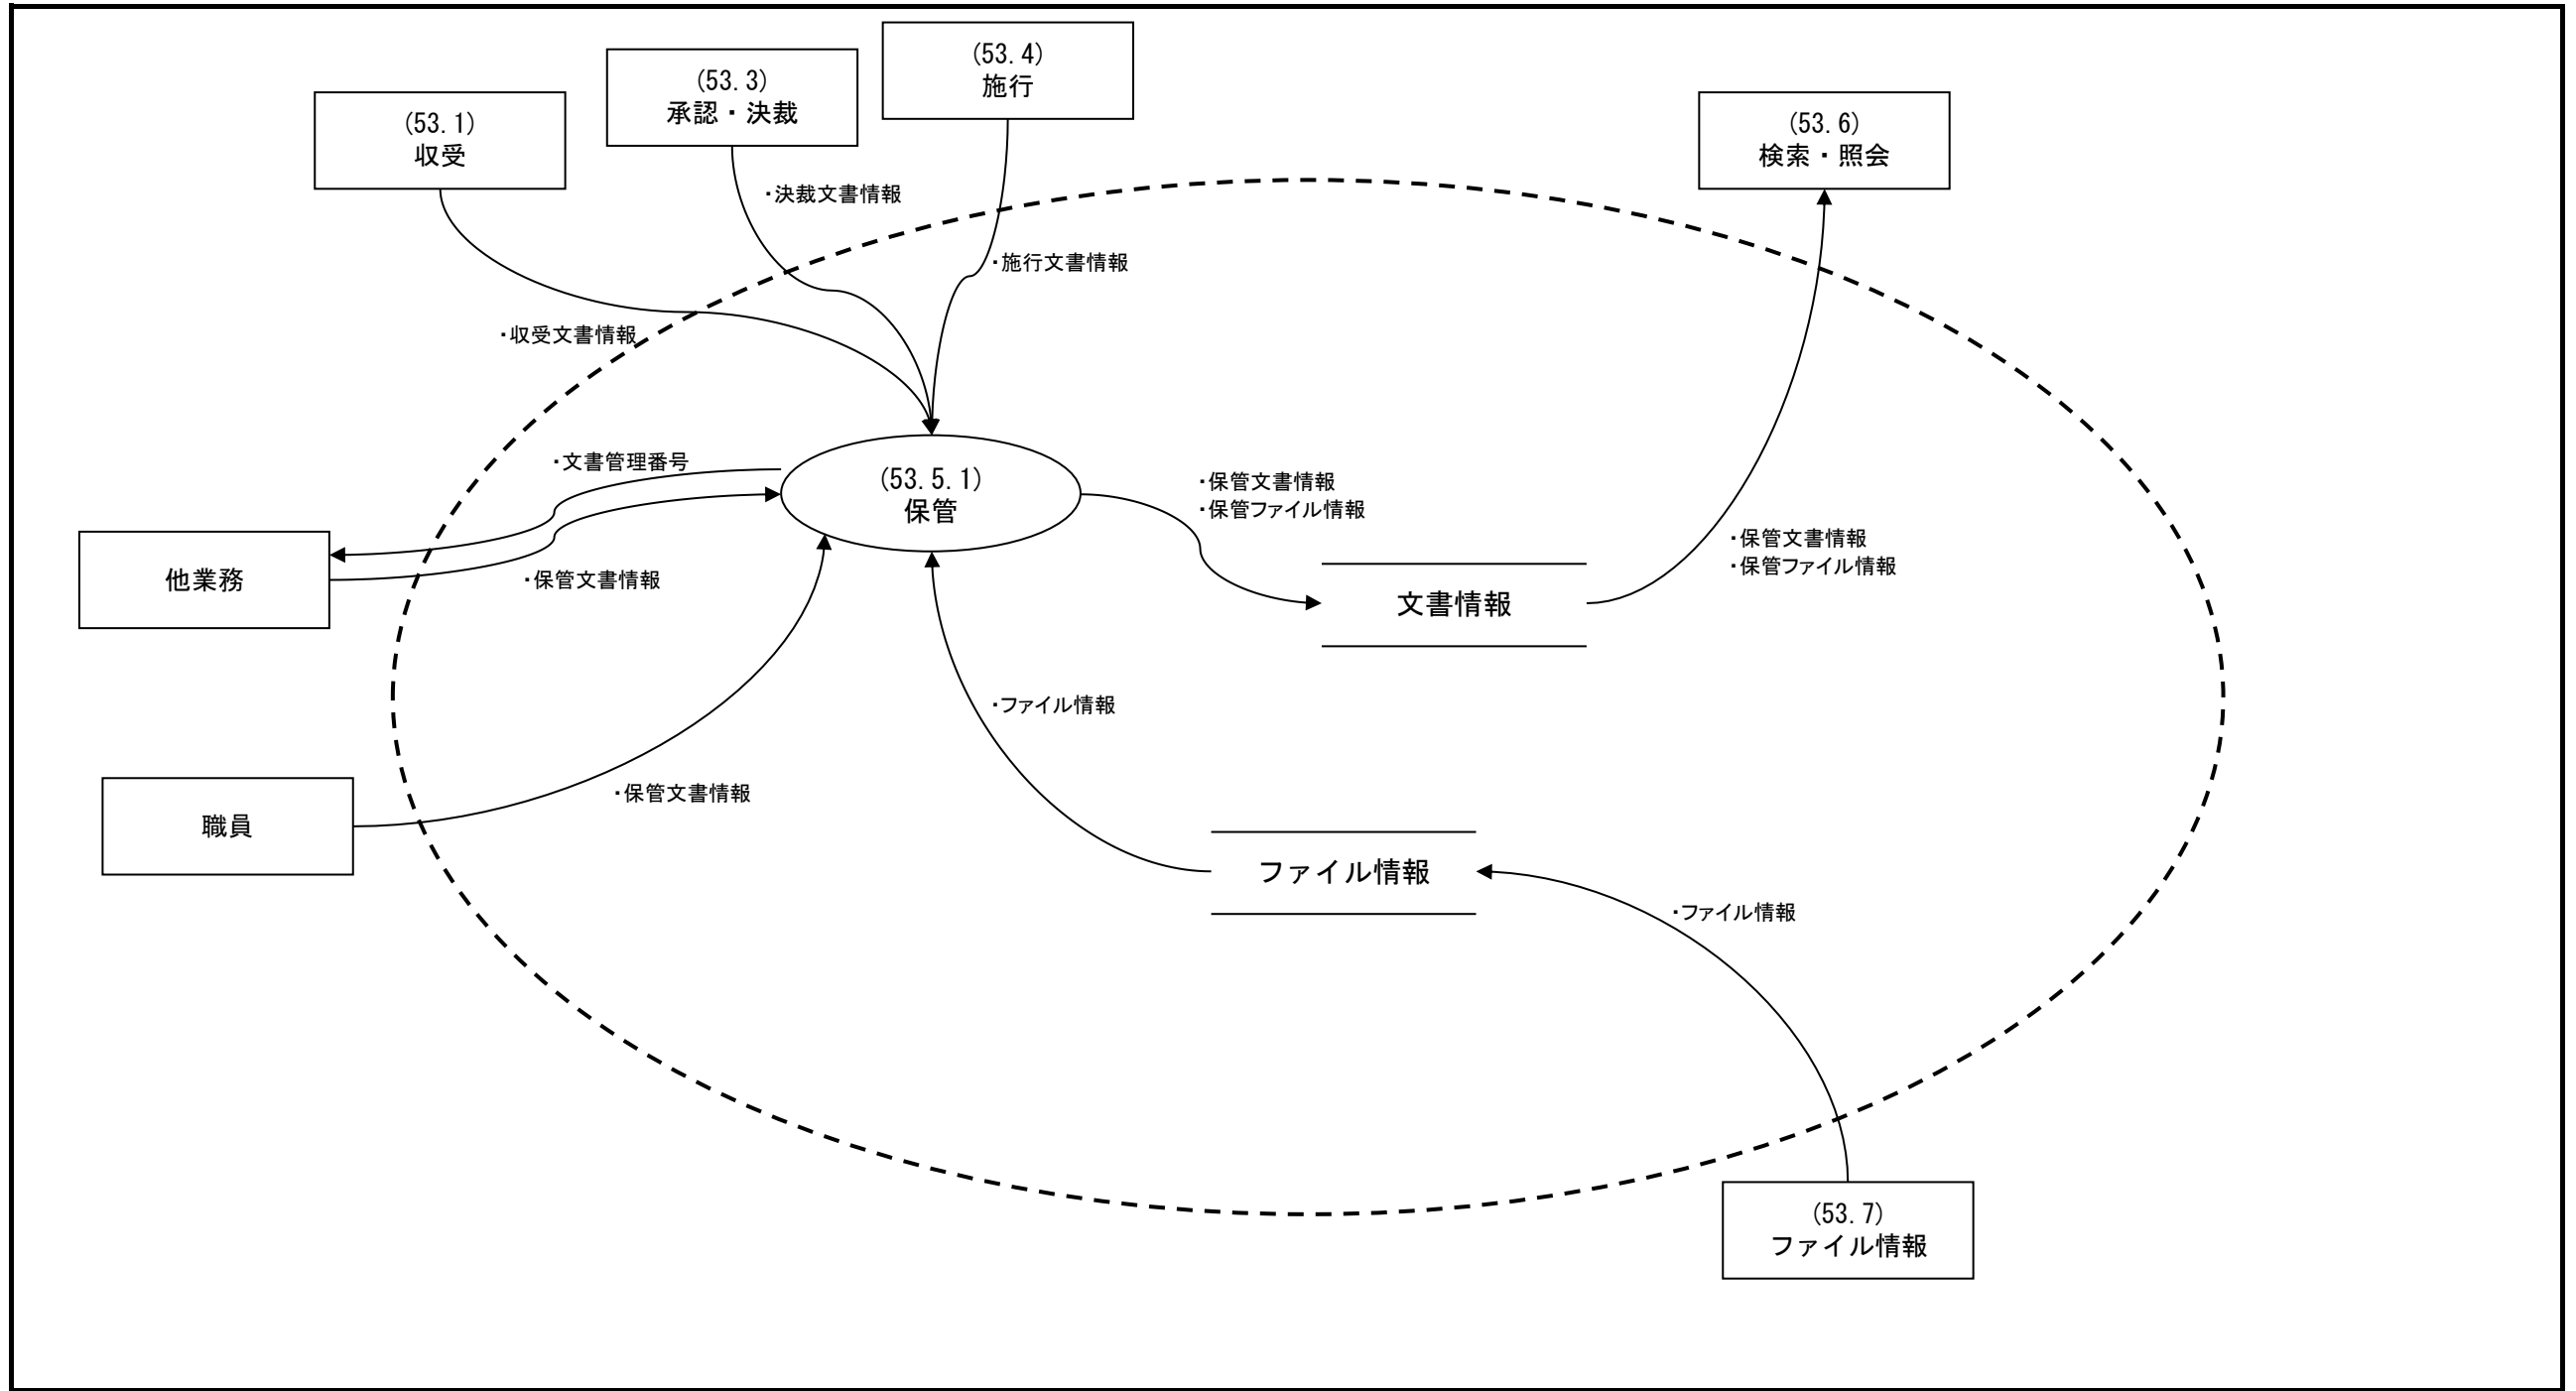 (53.4)
施行
(53.3)
承認・決裁
(53.1)
収受
(53.6)
検索・照会
・決裁文書情報
・施行文書情報
・収受文書情報
・文書管理番号
(53.5.1)
保管
・保管文書情報
・保管ファイル情報
・保管文書情報
・保管ファイル情報
他業務
・保管文書情報
文書情報
・ファイル情報
・保管文書情報
職員
ファイル情報
・ファイル情報
(53.7)
ファイル情報